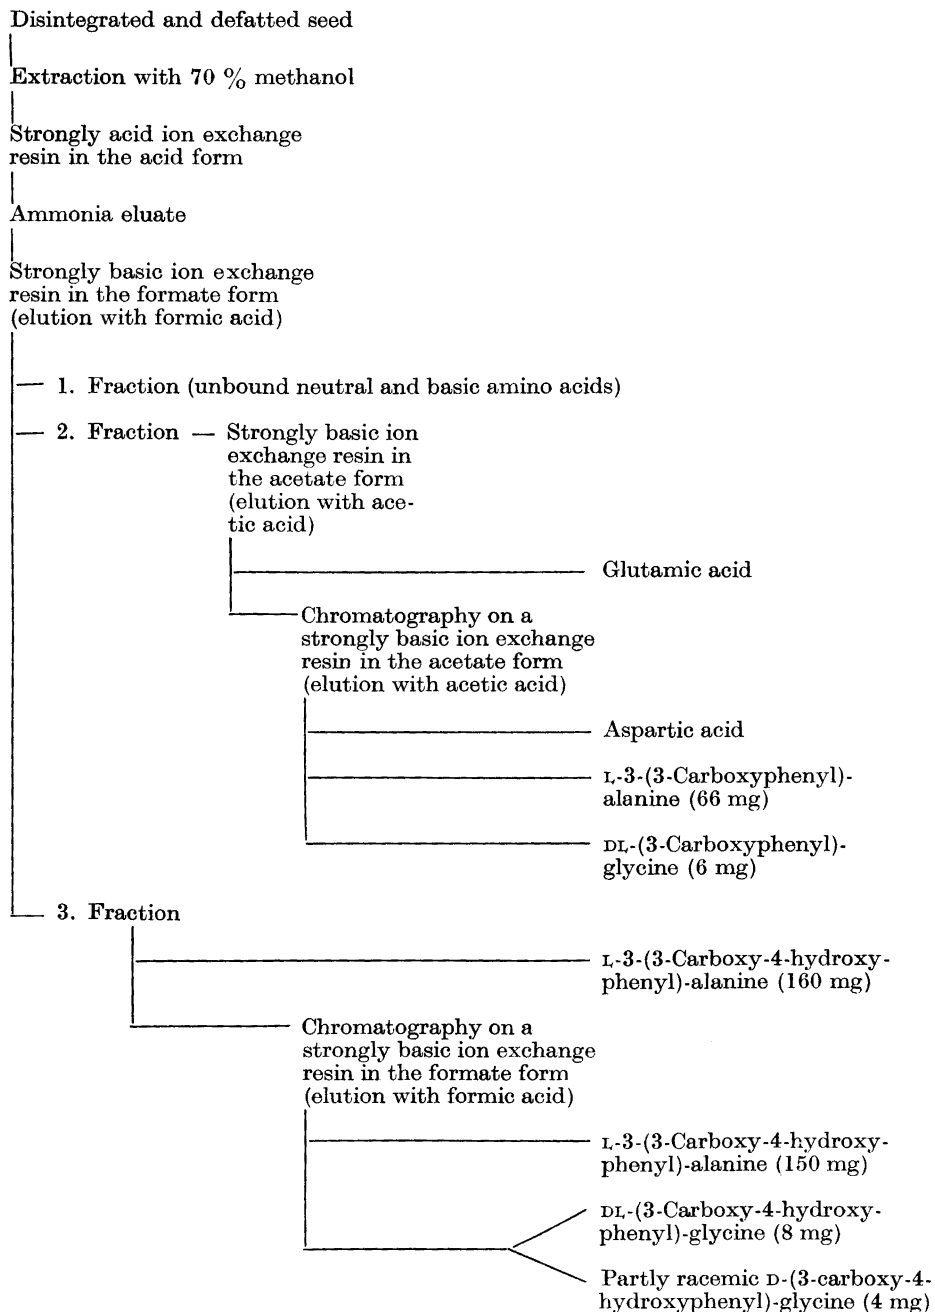 Disintegrated and defatted seed
Extraction with 70 % methanol
Strongly acid ion exchange
resin in the acid form
Ammonia eluate
Strongly basic ion exchange
resin in the formate form
(elution with formic acid)
1. Fraction (unbound neutral and basic amino acids)
2. Fraction — Strongly basic ion
exchange resin in
the acetate form
(elution with ace-
tic acid)
Glutamic acid
Chromatography on a
strongly basic ion exchange
resin in the acetate form
(elution with acetic acid)
Aspartic acid
L-3-(3-Carboxyphenyl)-
alanine (66 mg)
DL-(3-Carboxyphenyl)-
glycine (6 mg)
3. Fraction
L-3-(3-Carboxy-4-hydroxy-
phenyl)-alanine (160 mg)
Chromatography on a
strongly basic ion exchange
resin in the formate form
(elution with formic acid)
L-3-(3-Carboxy-4-hydroxy-
phenyl)-alanine (150 mg)
DL-(3-Carboxy-4-hydroxy-
phenyl)-glycine (8 mg)
Partly racemic D-(3-carboxy-4-
hydroxyphenyl)-glycine (4 mg)